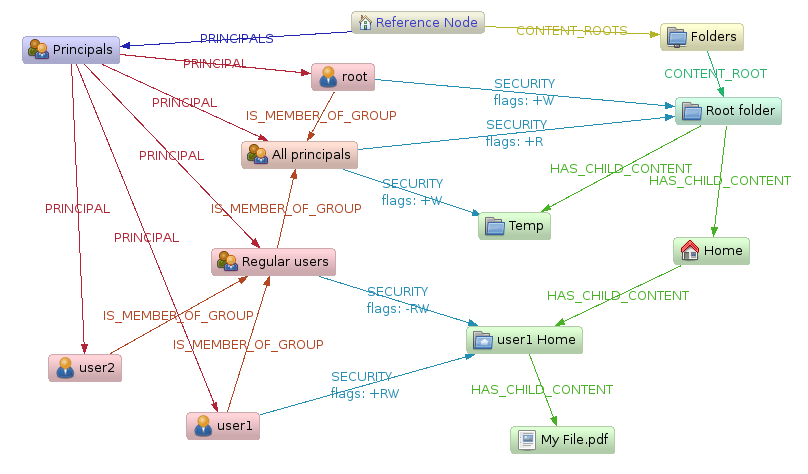 Reference Node
PRINCIPALS
CONTENT_ROOTS
Folders
Principals
PRINCIPAL
root
CONTENT_ROOT
SECURITY
flags: +W
Root folder
PRINCIPAL
IS_MEMBER_OF_GROUP
SECURITY
flags: +R
All principals
PRINCIPAL
HAS_CHILD_CONTENT
HAS_CHILD_CONTENT
SECURITY
flags: +W
PRINCIPAL
IS_MEMBER_OF_GROUP
Temp
PRINCIPAL
Home
Regular users
SECURITY
flags: -RW
HAS_CHILD_CONTENT
IS_MEMBER_OF_GROUP
user1 Home
IS_MEMBER_OF_GROUP
user2
SECURITY
flags: +RW
HAS_CHILD_CONTENT
user1
My File.pdf